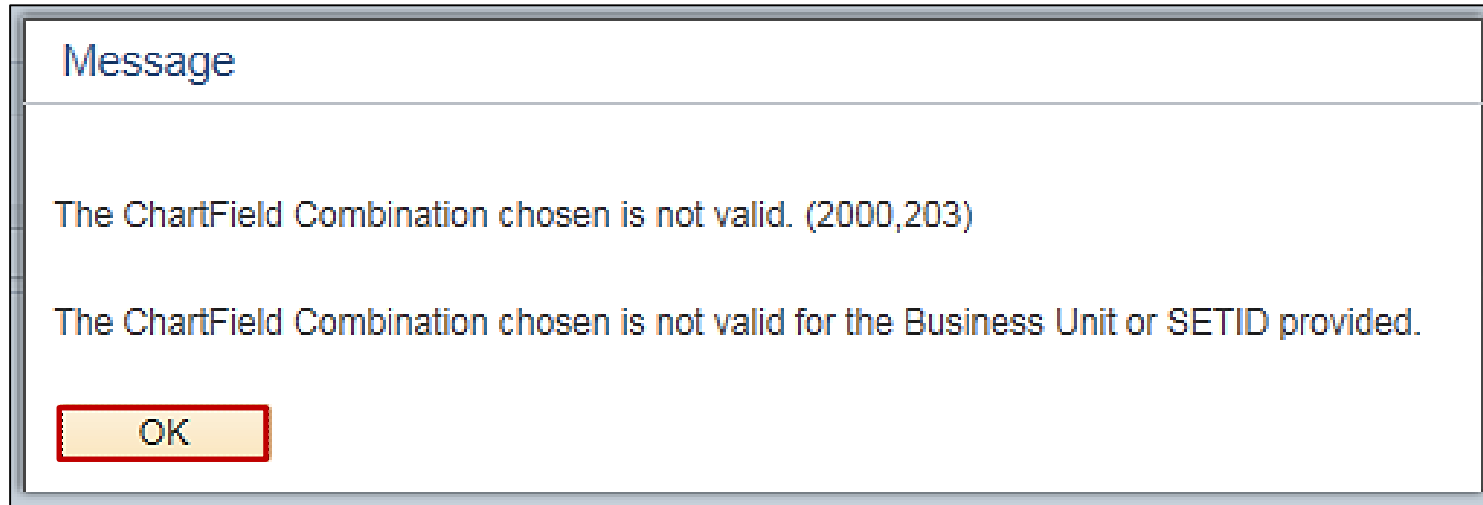 Message
The ChartField Combination chosen is not valid. (2000,203)
The ChartField Combination chosen is not valid for the Business Unit or SETID provided.
OK